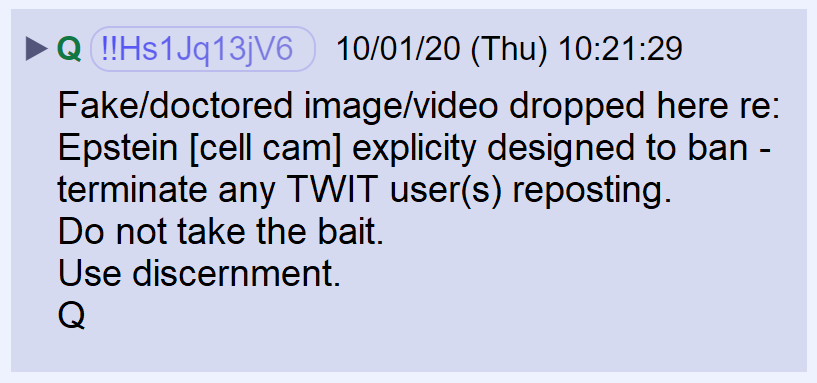 ▶ Q !!Hs1Jq13jV6 10/01/20 (Thu) 10:21:29
Fake/doctored image/video dropped here re:
Epstein [cell cam] explicity designed to ban -
terminate any TWIT user(s) reposting.
Do not take the bait.
Use discernment.
Q